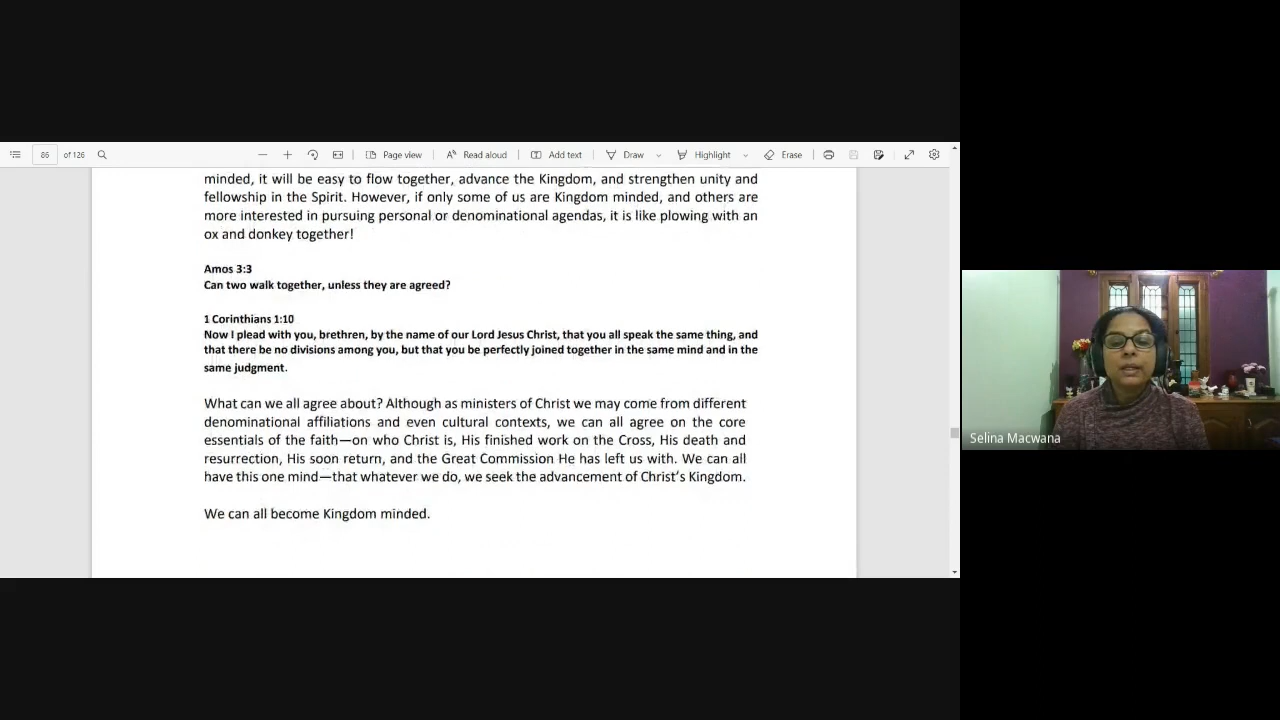 86 of 126 Page view Read aloud Add text Draw Highlight Erase
minded, it will be easy to flow together, advance the Kingdom, and strengthen unity and
fellowship in the Spirit. However, if only some of us are Kingdom minded, and others are
more interested in pursuing personal or denominational agendas, it is like plowing with an
ox and donkey together!
Amos 3:3
Can two walk together, unless they are agreed?
1 Corinthians 1:10
Now I plead with you, brethren, by the name of our Lord Jesus Christ, that you all speak the same thing, and
that there be no divisions among you, but that you be perfectly joined together in the same mind and in the
same judgment.
What can we all agree about? Although as ministers of Christ we may come from different
denominational affiliations and even cultural contexts, we can all agree on the core
essentials of the faith—on who Christ is, His finished work on the Cross, His death and
resurrection, His soon return, and the Great Commission He has left us with. We can all
have this one mind—that whatever we do, we seek the advancement of Christ's Kingdom.
We can all become Kingdom minded.
Selina Macwana